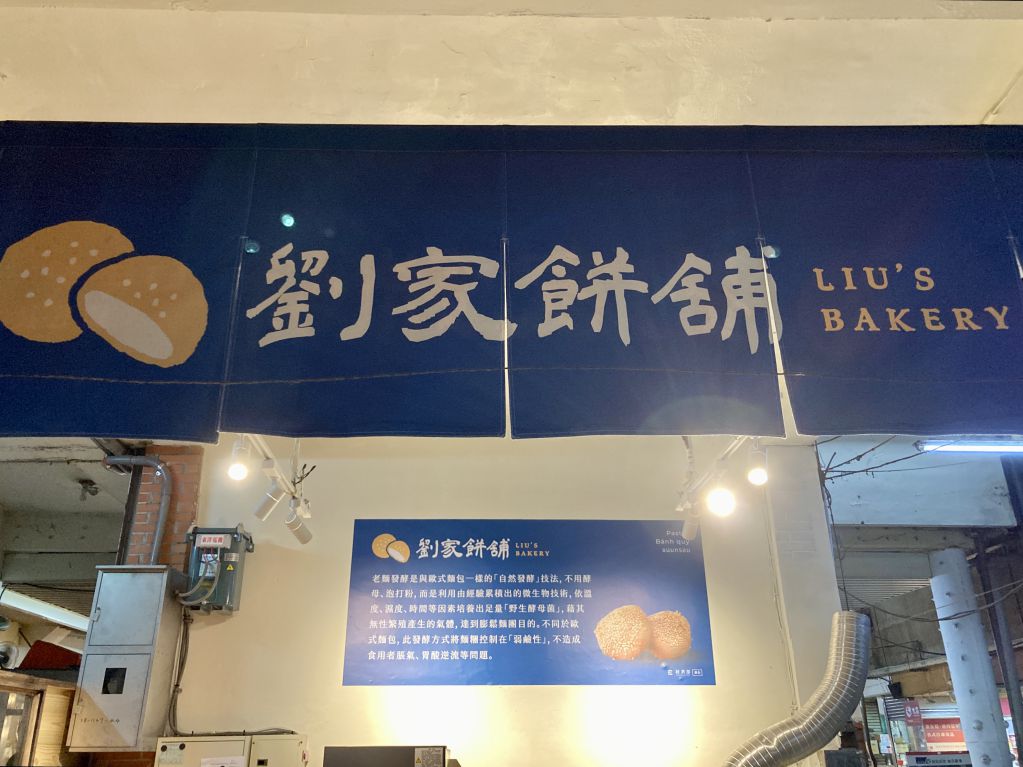 劉家餅舖
LIU'S
BAKERY
劉家餅舖
LIU'S
BAKERY
Bánh quy
老麵發酵是與歐式麵包一樣的「自然發酵」技法,不用酵
母、泡打粉,而是利用由經驗累積出的微生物技術,依溫
度、濕度、時間等因素培養出足量「野生酵母菌」,藉其
無性繁殖產生的氣體,達到膨鬆麵團目的。不同於歐
式麵包,此發酵方式將麵糰控制在「弱鹼性」,不造成
食用者脹氣、胃酸逆流等問題。